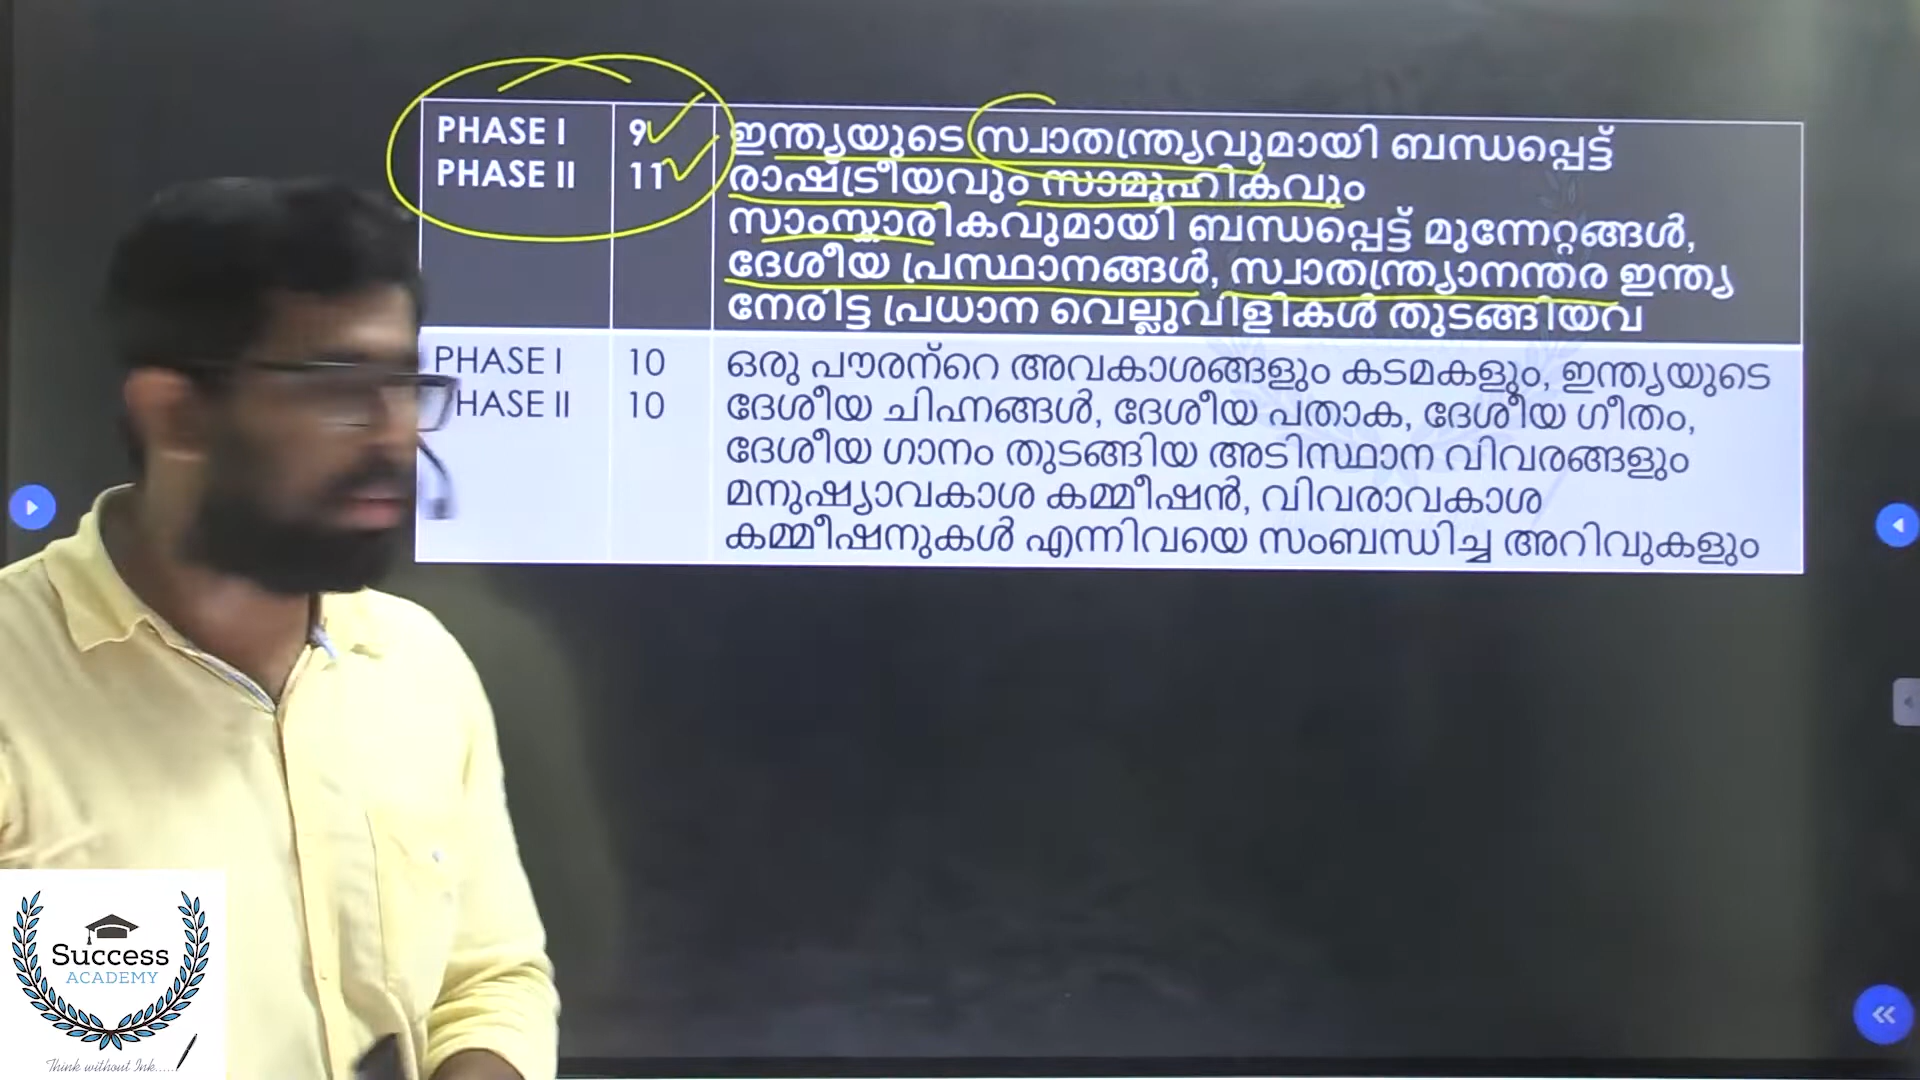 PHASE I 9 ഇന്ത്യയുടെ സ്വാതന്ത്ര്യവുമായി ബന്ധപ്പെട്ട്
PHASE II 11 രാഷ്ട്രീയവും സാമൂഹികവും
സാംസ്കാരികവുമായി ബന്ധപ്പെട്ട് മുന്നേറ്റങ്ങൾ,
ദേശീയ പ്രസ്ഥാനങ്ങൾ, സ്വാതന്ത്ര്യാനന്തര ഇന്ത്യ
നേരിട്ട പ്രധാന വെല്ലുവിളികൾ തുടങ്ങിയവ
PHASE I 10 ഒരു പൗരന്റെ അവകാശങ്ങളും കടമകളും, ഇന്ത്യയുടെ
HASE II 10 ദേശീയ ചിഹ്നങ്ങൾ, ദേശീയ പതാക, ദേശീയ ഗീതം,
ദേശീയ ഗാനം തുടങ്ങിയ അടിസ്ഥാന വിവരങ്ങളും
മനുഷ്യാവകാശ കമ്മീഷൻ, വിവരാവകാശ
കമ്മീഷനുകൾ എന്നിവയെ സംബന്ധിച്ച അറിവുകളും
Success
ACADEMY
Think without Ink.....